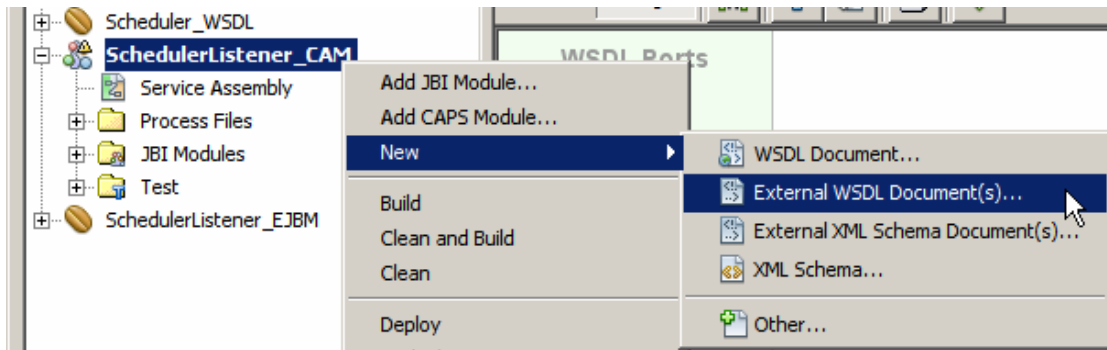 Scheduler_WSDL
SchedulerListener_CAM
Service Assembly
Process Files
JBI Modules
Test
SchedulerListener_EJBM
WSDL Ports
Add JBI Module...
Add CAPS Module...
New
Build
Clean and Build
Clean
Deploy
WSDL Document...
External WSDL Document(s)...
External XML Schema Document(s)...
XML Schema...
Other...